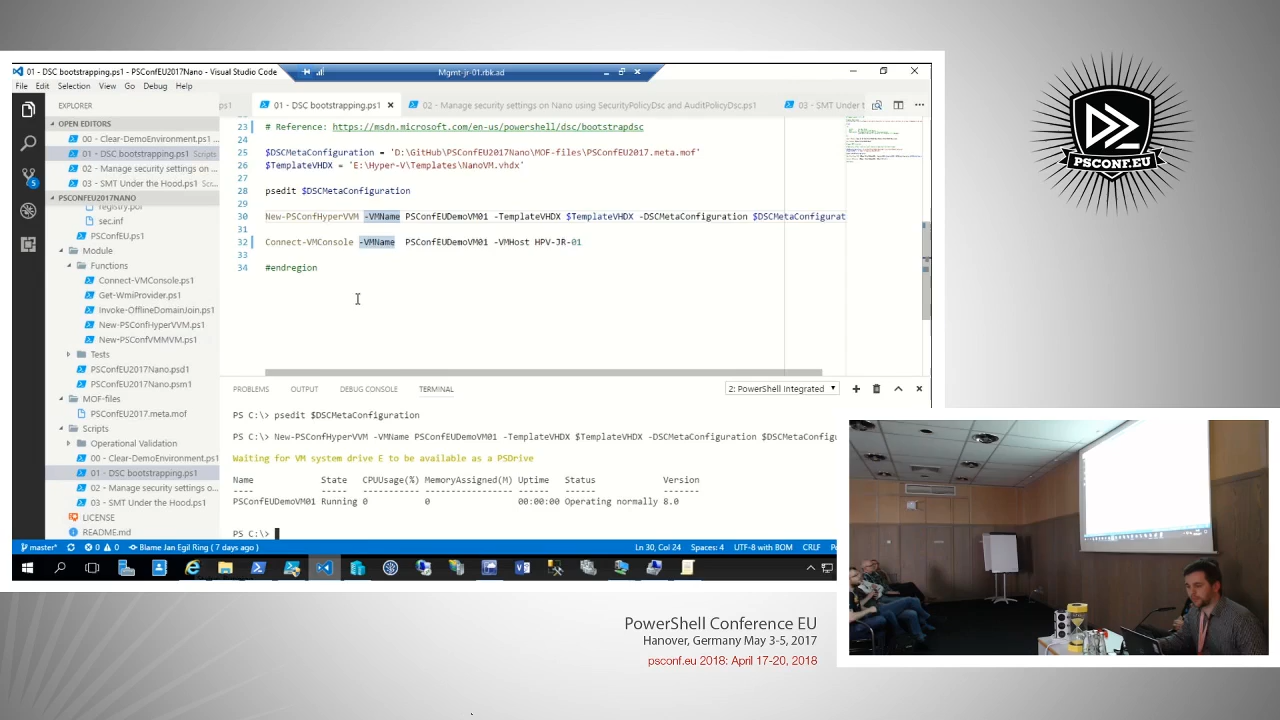 01 - DSC bootstrapping.ps1 - PSConfEU2017Nano - Visual Studio Code
Mgmt-jr-01.rbk.ad
File Edit Selection View Go Debug Help
EXPLORER
OPEN EDITORS
00 - Clear-DemoEnvironment.ps1
01 - DSC bootstrapping.ps1 Scripts
02 - Manage security settings on ...
03 - SMT Under the Hood.ps1 Scr...
PSCONFEU2017NANO
registry.pol
sec.inf
PSConfEU.ps1
Module
Functions
Connect-VMConsole.ps1
Get-WmiProvider.ps1
Invoke-OfflineDomainJoin.ps1
New-PSConfHyperVVM.ps1
New-PSConfVMMVM.ps1
Tests
PSConfEU2017Nano.psd1
PSConfEU2017Nano.psm1
MOF-files
PSConfEU2017.meta.mof
Scripts
Operational Validation
00 - Clear-DemoEnvironment.ps1
01 - DSC bootstrapping.ps1
02 - Manage security settings o...
03 - SMT Under the Hood.ps1
LICENSE
README.md
ps1
01 - DSC bootstrapping.ps1
02 - Manage security settings on Nano using SecurityPolicyDsc and AuditPolicyDsc.ps1
03 - SMT Under t
23 # Reference: https://msdn.microsoft.com/en-us/powershell/dsc/bootstrapdsc
24
25 $DSCMetaConfiguration = 'D:\GitHub\PSConfEU2017Nano\MOF-files\PSConfEU2017.meta.mof'
26 $TemplateVHDX = 'E:\Hyper-V\Templates\NanoVM.vhdx'
27
28 psedit $DSCMetaConfiguration
29
30 New-PSConfHyperVVM -VMName PSConfEUDemoVM01 -TemplateVHDX $TemplateVHDX -DSCMetaConfiguration $DSCMetaConfigurat
31
32 Connect-VMConsole -VMName PSConfEUDemoVM01 -VMHost HPV-JR-01
33
34 #endregion
PROBLEMS OUTPUT DEBUG CONSOLE TERMINAL
2: PowerShell Integrated
PS C:\> psedit $DSCMetaConfiguration
PS C:\> New-PSConfHyperVVM -VMName PSConfEUDemoVM01 -TemplateVHDX $TemplateVHDX -DSCMetaConfiguration $DSCMetaConfigu
Waiting for VM system drive E to be available as a PSDrive
Name State CPUUsage(%) MemoryAssigned(M) Uptime Status Version
---- ----- ----------- ----------------- ------ ------ -------
PSConfEUDemoVM01 Running 0 0 00:00:00 Operating normally 8.0
PS C:\>
master* 0 0 Blame Jan Egil Ring ( 7 days ago )
Ln 30, Col 24 Spaces: 4 UTF-8 with BOM CRLF
PSCONF.EU
PowerShell Conference EU
Hanover, Germany May 3-5, 2017
psconf.eu 2018: April 17-20, 2018